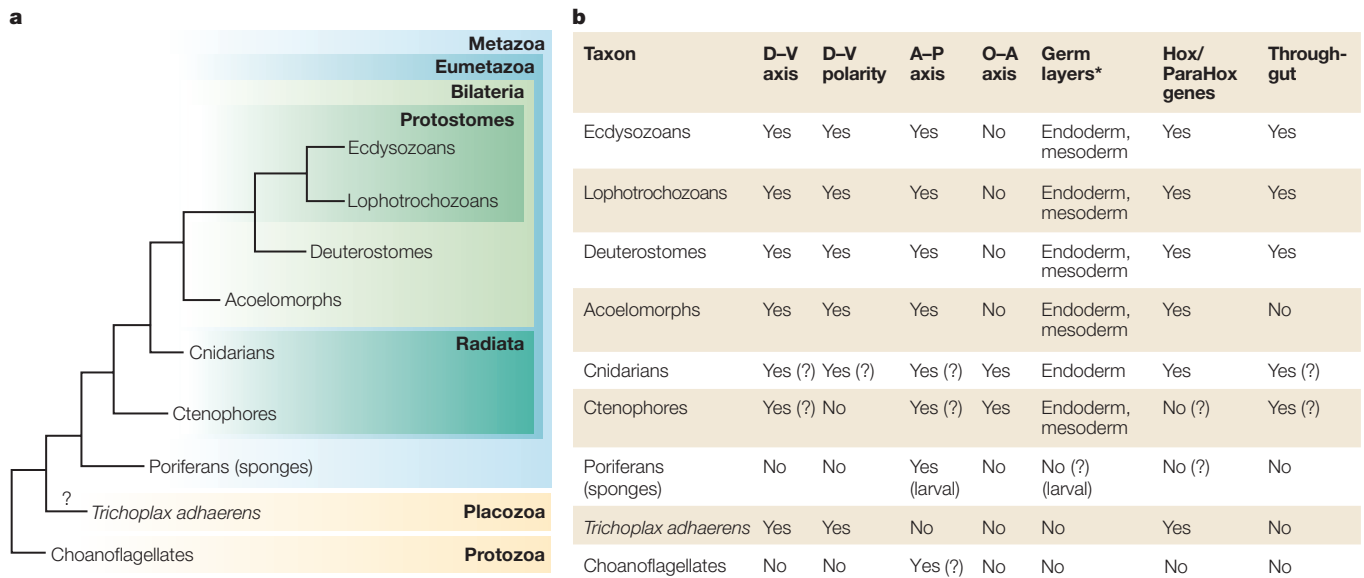 a
Metazoa
Eumetazoa
Bilateria
Protostomes
Ecdysozoans
Lophotrochozoans
Deuterostomes
Acoelomorphs
Radiata
Cnidarians
Ctenophores
Poriferans (sponges)
?
Trichoplax adhaerens
Placozoa
Choanoflagellates
Protozoa
b
Taxon D–V axis D–V polarity A–P axis O–A axis Germ layers* Hox/ ParaHox genes Through-gut
Ecdysozoans Yes Yes Yes No Endoderm, mesoderm Yes Yes
Lophotrochozoans Yes Yes Yes No Endoderm, mesoderm Yes Yes
Deuterostomes Yes Yes Yes No Endoderm, mesoderm Yes Yes
Acoelomorphs Yes Yes Yes No Endoderm, mesoderm Yes No
Cnidarians Yes (?) Yes (?) Yes (?) Yes Endoderm Yes Yes (?)
Ctenophores Yes (?) No Yes (?) Yes Endoderm, mesoderm No (?) Yes (?)
Poriferans (sponges) No No Yes (larval) No No (?) (larval) No (?) No
Trichoplax adhaerens Yes Yes No No No Yes No
Choanoflagellates No No Yes (?) No No No No